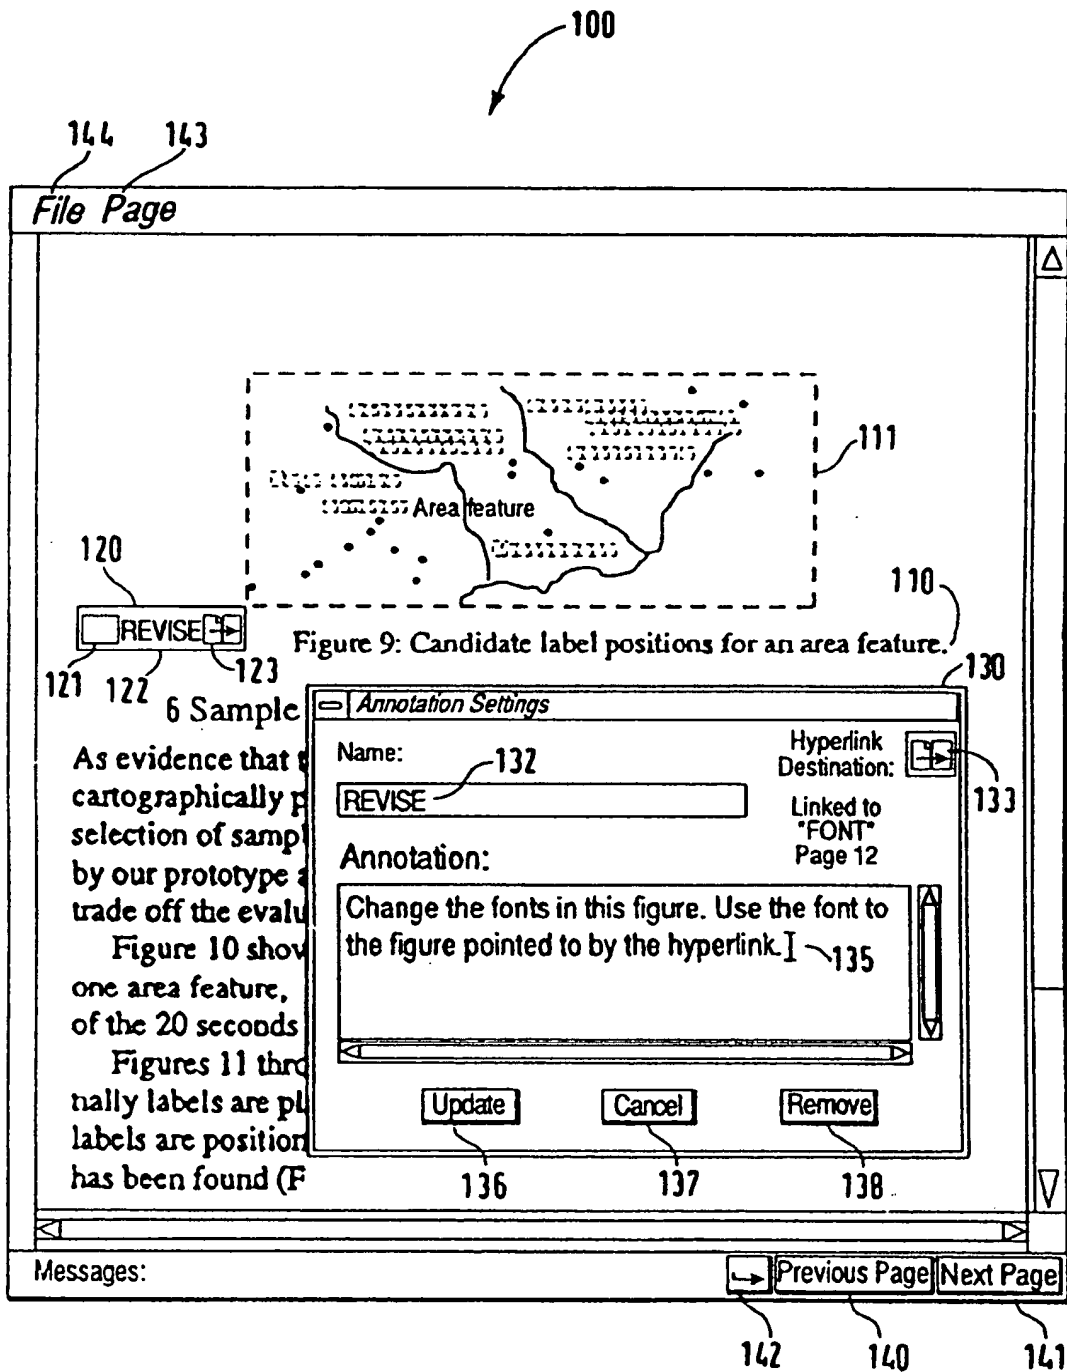 100
144 143
File Page
111
Area feature
120
110
REVISE
Figure 9: Candidate label positions for an area feature.
121 122 123
130
6 Sample
Annotation Settings
Name:
132
Hyperlink
Destination:
133
REVISE
Linked to
"FONT"
Page 12
Annotation:
Change the fonts in this figure. Use the font to
the figure pointed to by the hyperlink.
135
Update Cancel Remove
136 137 138
As evidence that t
cartographically p
selection of sampl
by our prototype a
trade off the evalu
Figure 10 show
one area feature,
of the 20 seconds
Figures 11 thro
nally labels are pl
labels are position
has been found (F
Messages:
Previous Page Next Page
142 140 141